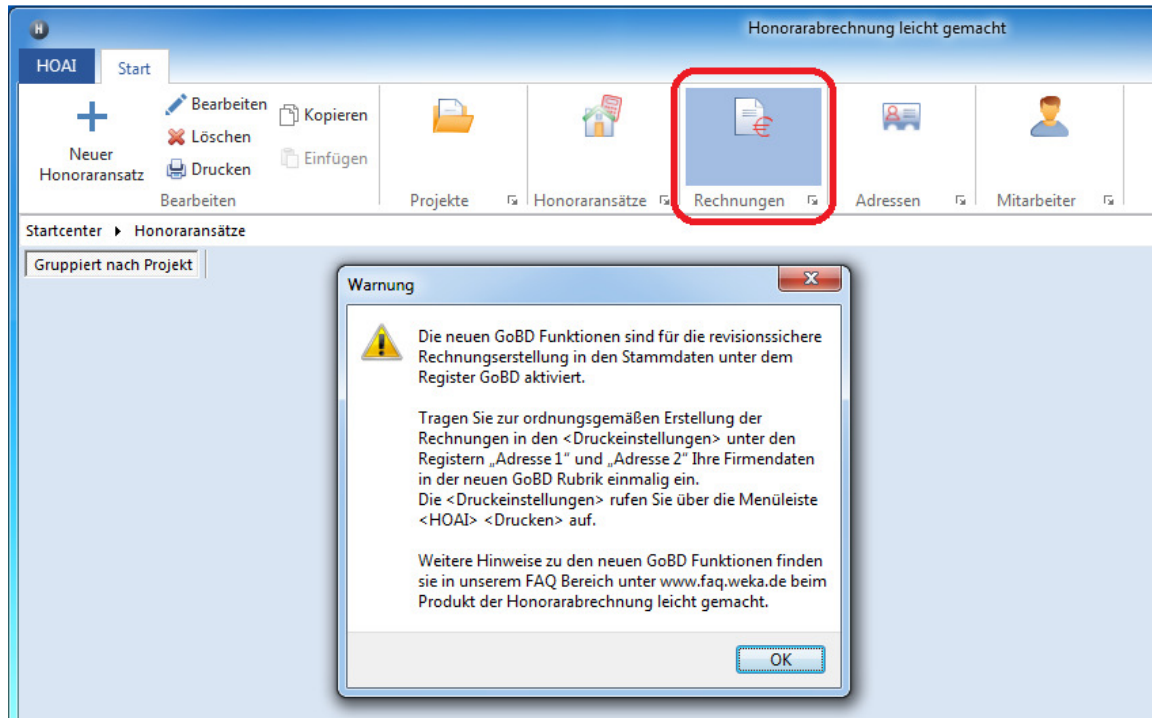 H
Honorarabrechnung leicht gemacht
HOAI
Start
Neuer
Honoraransatz
Bearbeiten
Löschen
Drucken
Kopieren
Einfügen
Bearbeiten
Projekte
Honoraransätze
Rechnungen
Adressen
Mitarbeiter
Startcenter ▸ Honoraransätze
Gruppiert nach Projekt
Warnung
Die neuen GoBD Funktionen sind für die revisionssichere
Rechnungserstellung in den Stammdaten unter dem
Register GoBD aktiviert.
Tragen Sie zur ordnungsgemäßen Erstellung der
Rechnungen in den <Druckeinstellungen> unter den
Registern „Adresse 1" und „Adresse 2" Ihre Firmendaten
in der neuen GoBD Rubrik einmalig ein.
Die <Druckeinstellungen> rufen Sie über die Menüleiste
<HOAI> <Drucken> auf.
Weitere Hinweise zu den neuen GoBD Funktionen finden
sie in unserem FAQ Bereich unter www.faq.weka.de beim
Produkt der Honorarabrechnung leicht gemacht.
OK